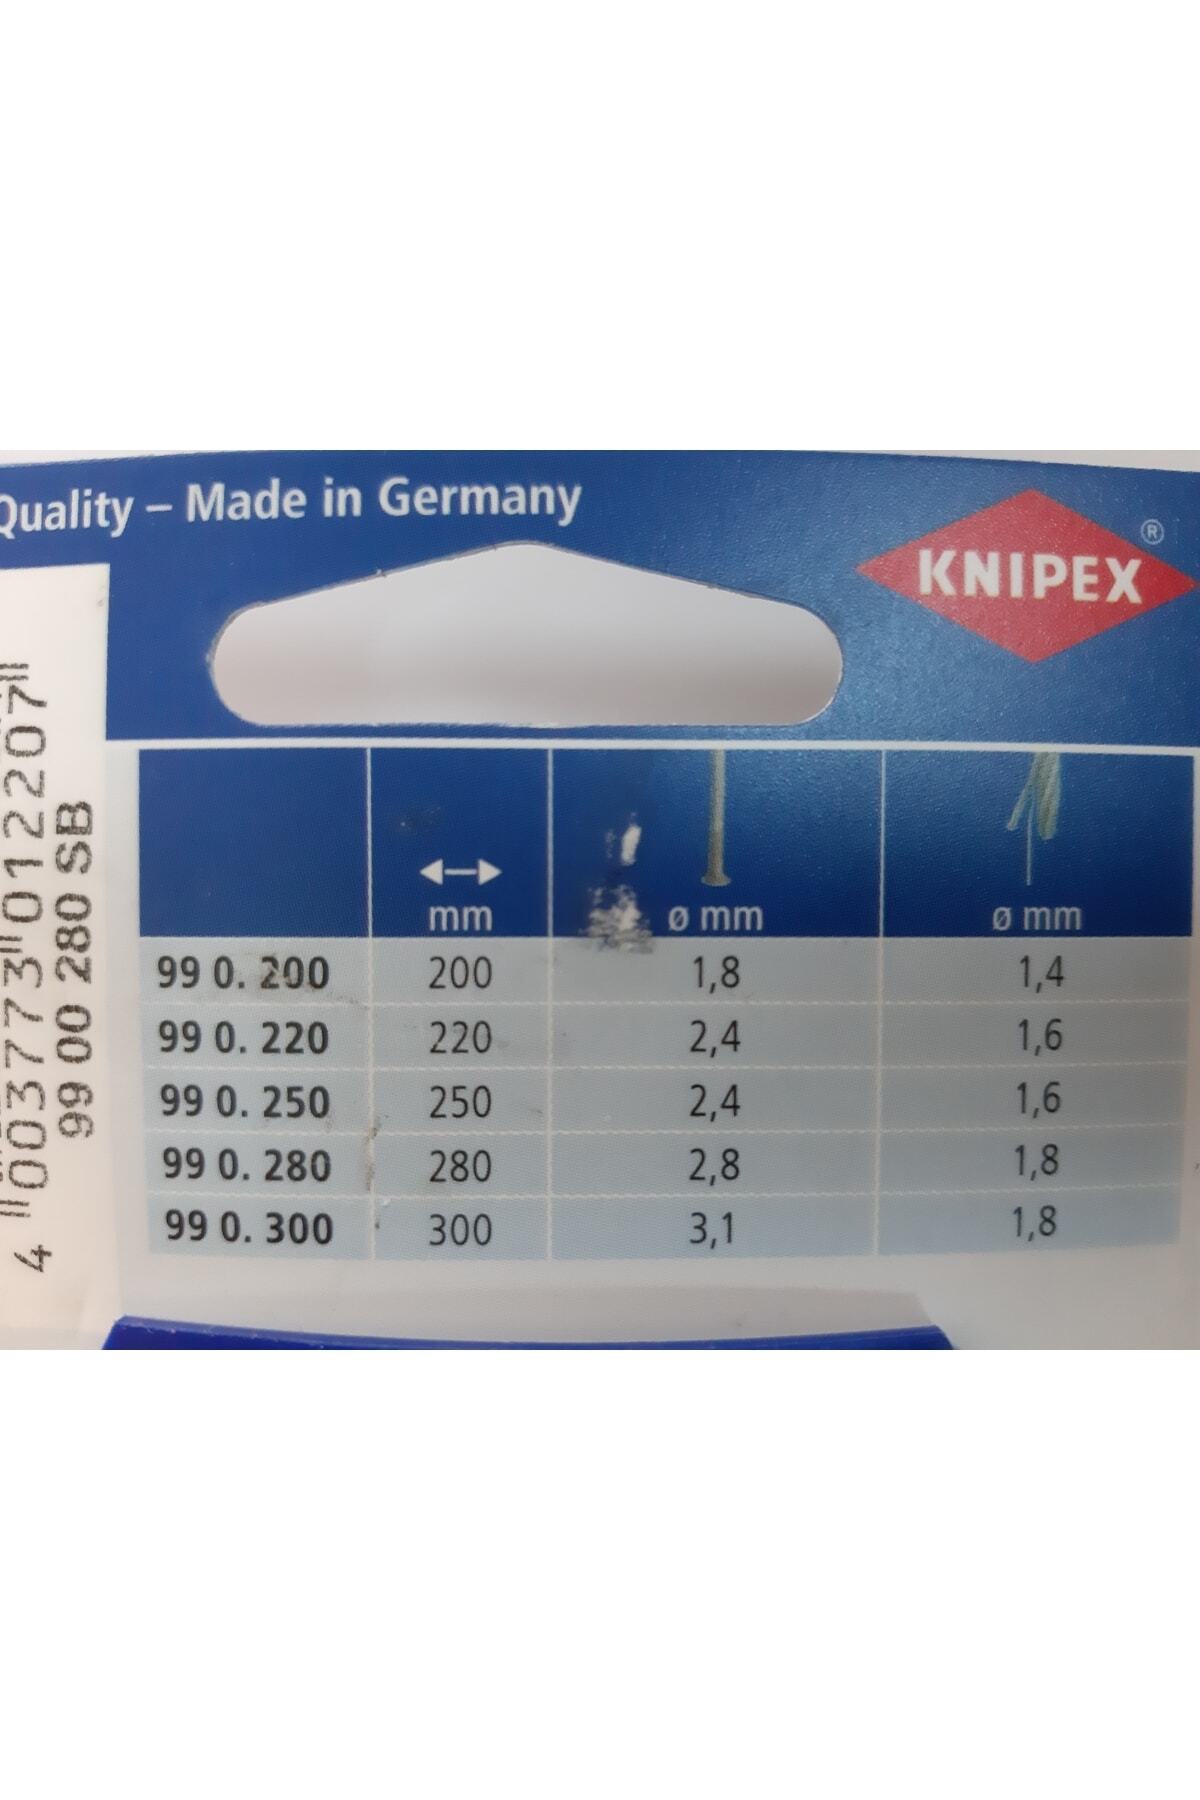 Quality – Made in Germany
KNIPEX®
4 003773 012207
99 00 280 SB
mm ø mm ø mm
99 0. 200 200 1,8 1,4
99 0. 220 220 2,4 1,6
99 0. 250 250 2,4 1,6
99 0. 280 280 2,8 1,8
99 0. 300 300 3,1 1,8